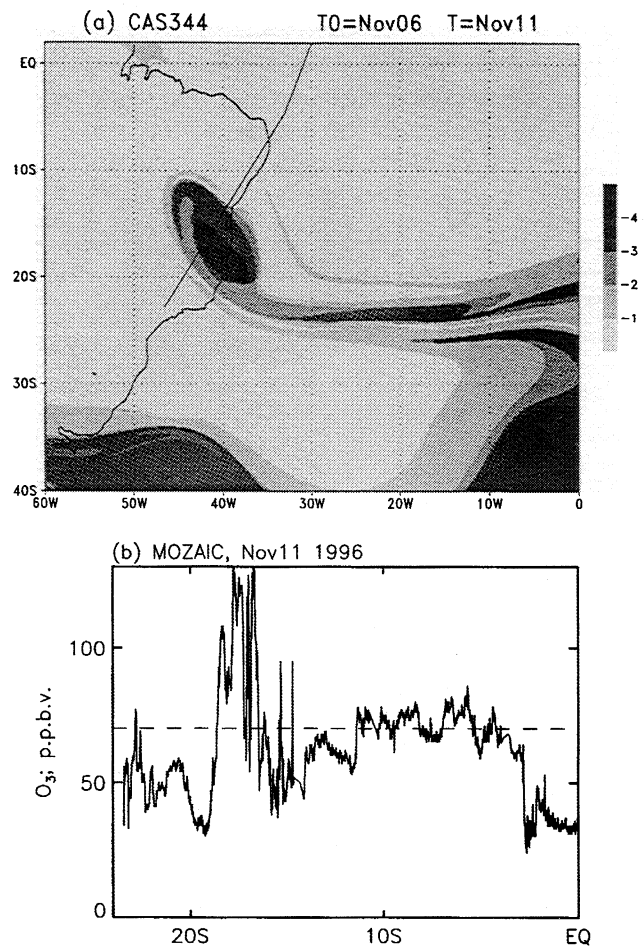 (a) CAS344 T0=Nov06 T=Nov11
EQ
10S
20S
30S
40S
60W 50W 40W 30W 20W 10W 0
-4
-3
-2
-1
(b) MOZAIC, Nov11 1996
O3; p.p.b.v.
100
50
0
20S 10S EQ